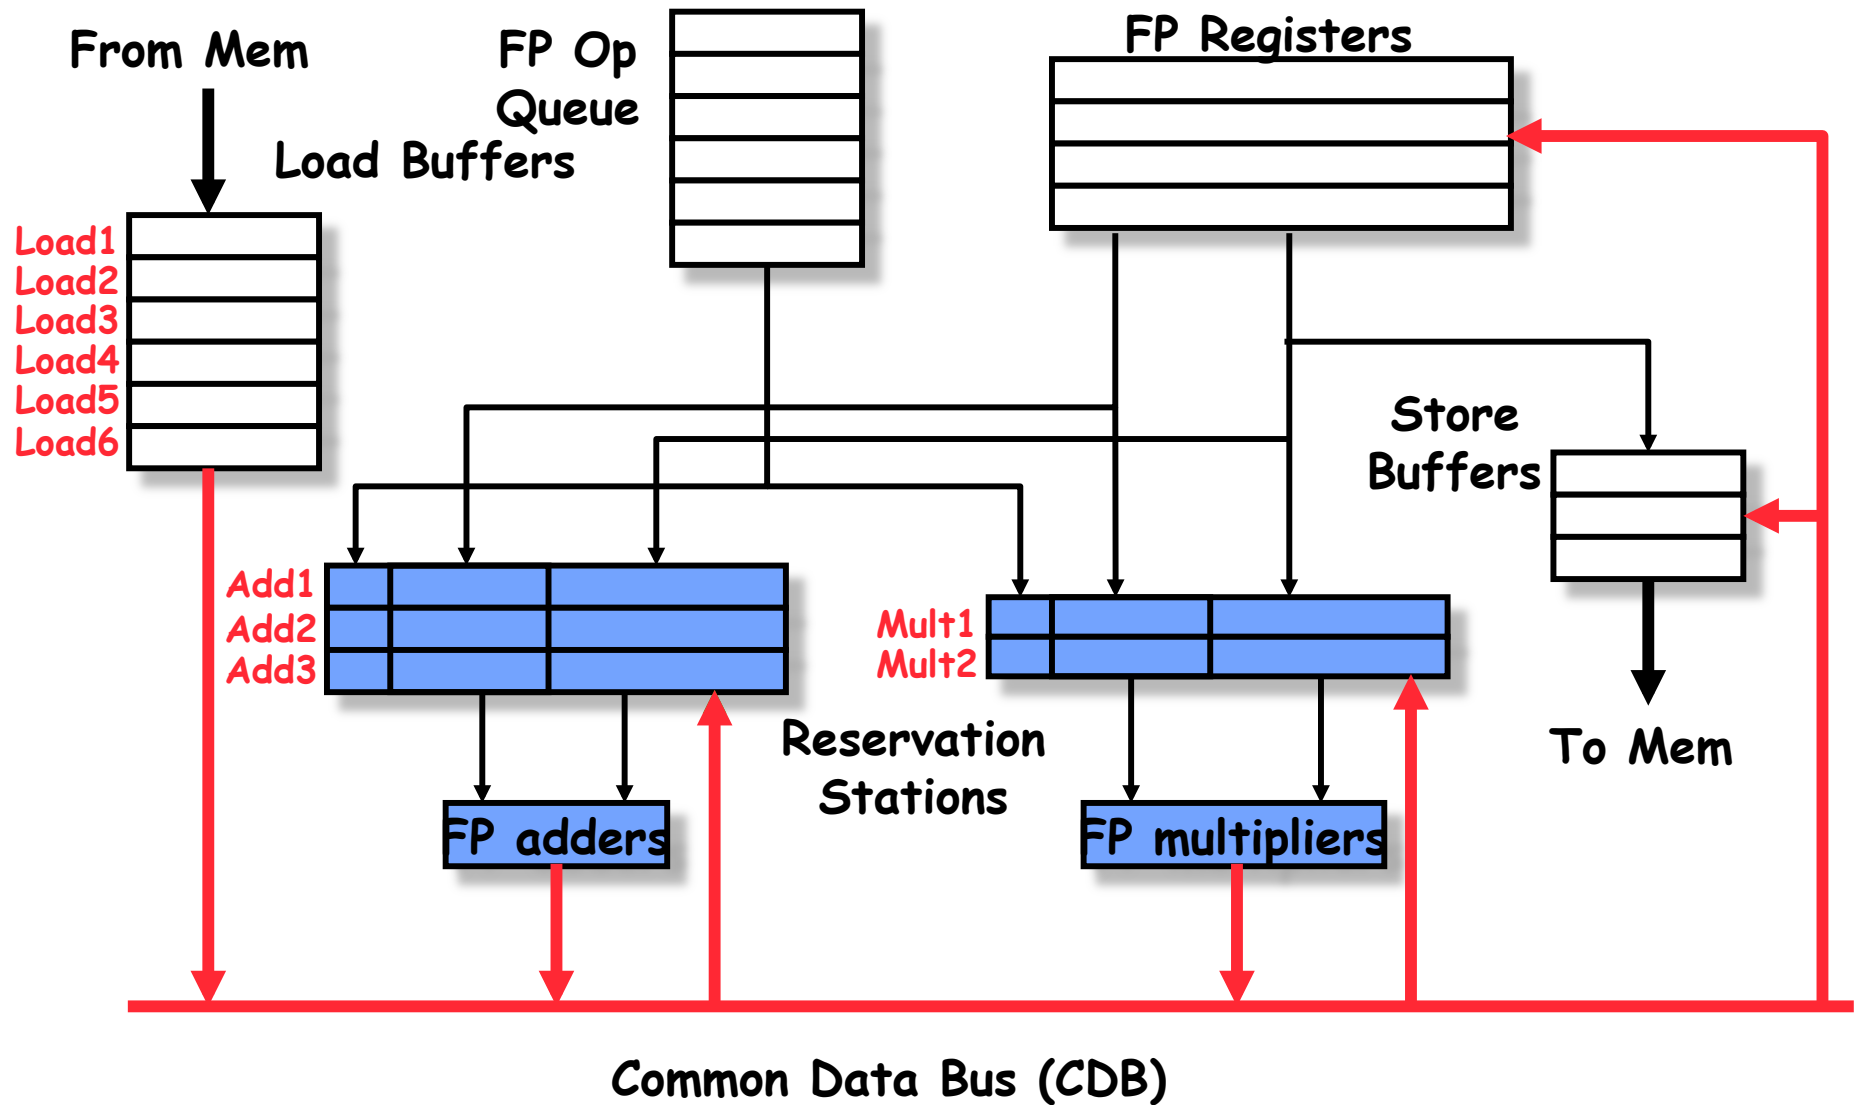 From Mem
FP Op
Queue
FP Registers
Load Buffers
Load1
Load2
Load3
Load4
Load5
Load6
Store
Buffers
Add1
Add2
Add3
Mult1
Mult2
Reservation
Stations
To Mem
FP adders
FP multipliers
Common Data Bus (CDB)